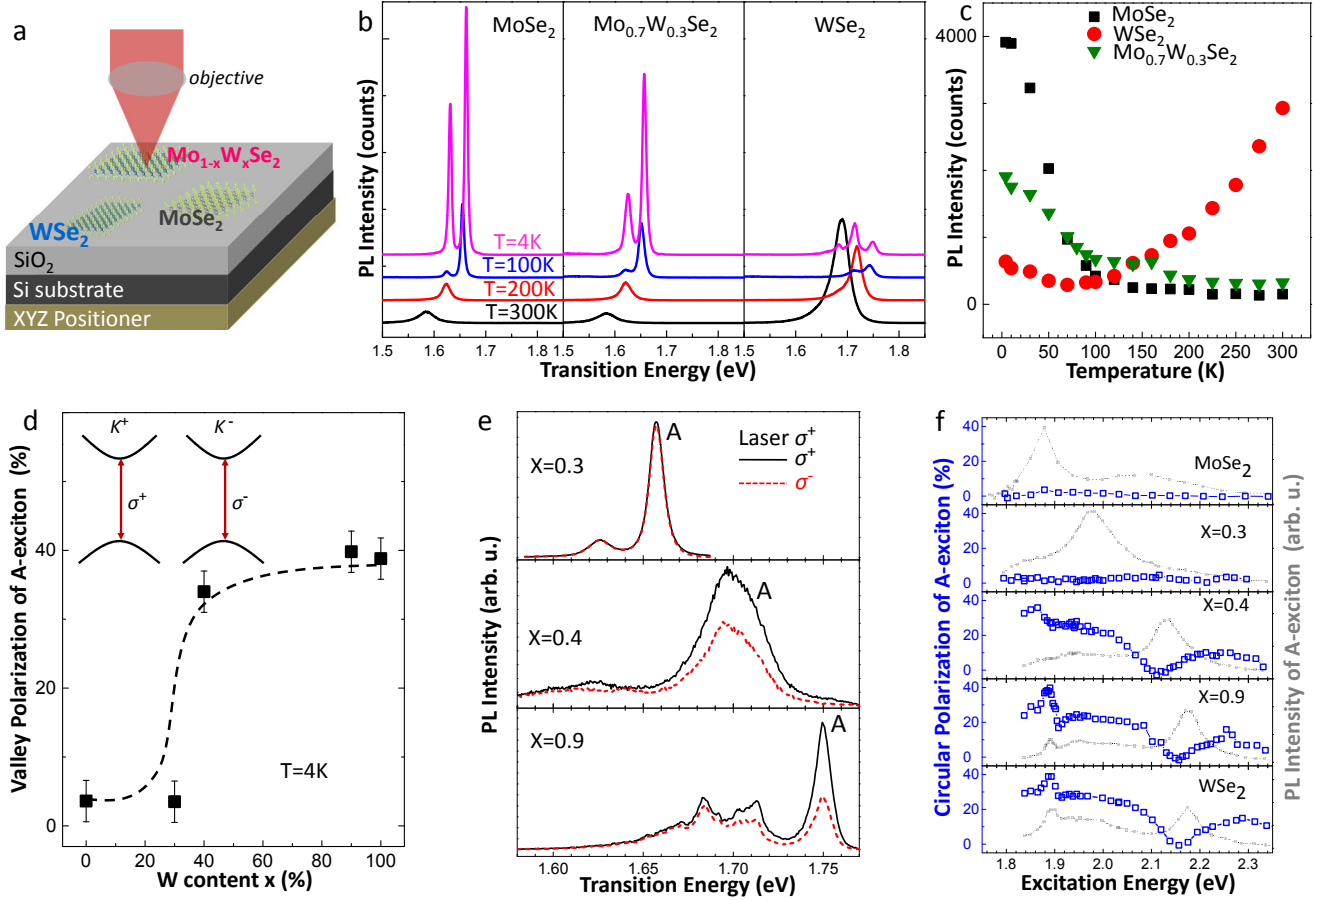 a
objective
Mo1-xWxSe2
MoSe2
WSe2
SiO2
Si substrate
XYZ Positioner
b
PL Intensity (counts)
MoSe2
Mo0.7W0.3Se2
WSe2
T=4K
T=100K
T=200K
T=300K
1.5 1.6 1.7 1.8 1.5 1.6 1.7 1.8 1.5 1.6 1.7 1.8
Transition Energy (eV)
c
MoSe2
WSe2
Mo0.7W0.3Se2
PL Intensity (counts)
4000
0
0 50 100 150 200 250 300
Temperature (K)
d
Valley Polarization of A-exciton (%)
K+ K-
σ+ σ-
40
20
0
T=4K
0 20 40 60 80 100
W content x (%)
e
PL Intensity (arb. u.)
X=0.3
A
Laser σ+
σ+
σ-
X=0.4
A
X=0.9
A
1.60 1.65 1.70 1.75
Transition Energy (eV)
f
Circular Polarization of A-exciton (%)
PL Intensity of A-exciton (arb. u.)
40
20
0
MoSe2
40
20
0
X=0.3
40
20
0
X=0.4
40
20
0
X=0.9
40
20
0
WSe2
1.8 1.9 2.0 2.1 2.2 2.3
Excitation Energy (eV)